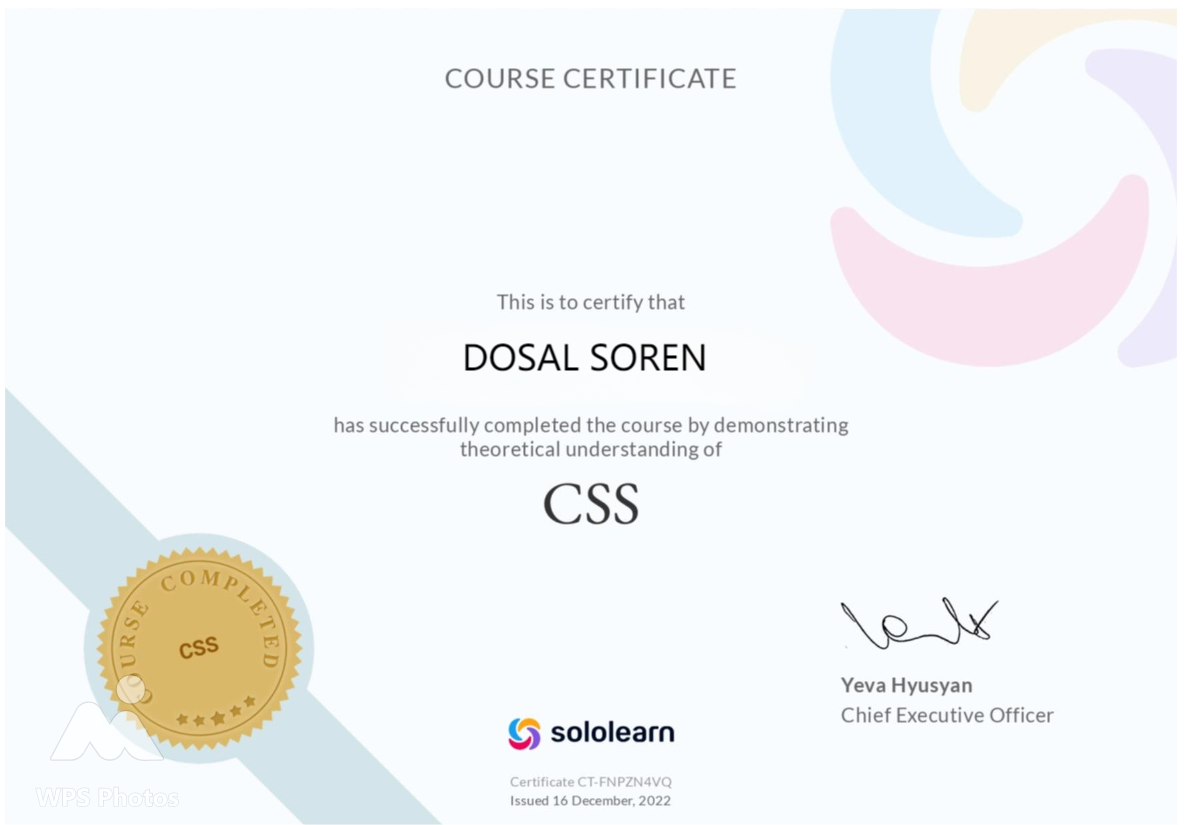 COURSE CERTIFICATE
This is to certify that
DOSAL SOREN
has successfully completed the course by demonstrating
theoretical understanding of
CSS
COURSE COMPLETED
CSS
Yeva Hyusyan
Chief Executive Officer
sololearn
Certificate CT-FNPZN4VQ
Issued 16 December, 2022
WPS Photos